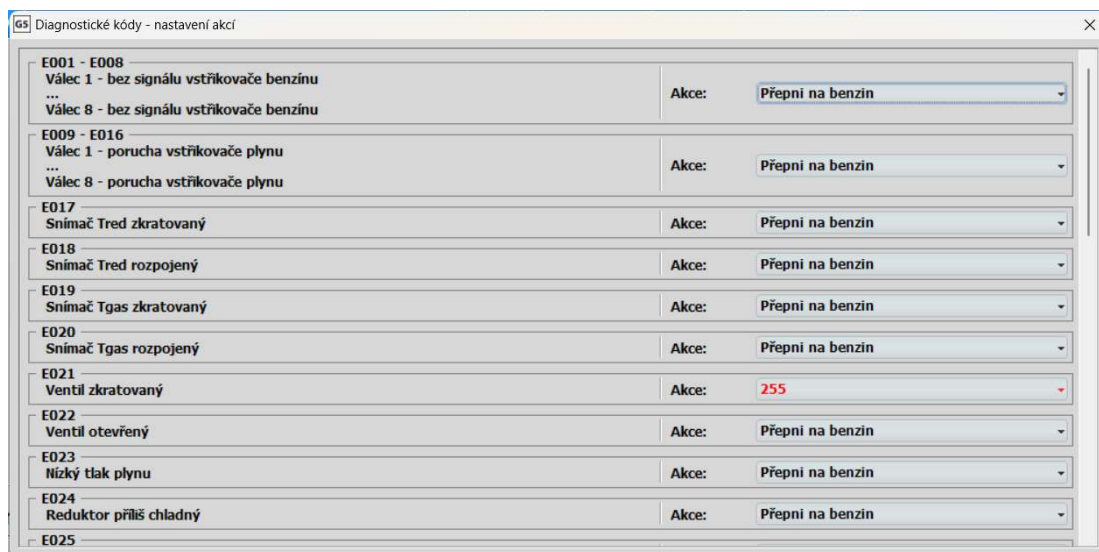 GS Diagnostické kódy - nastavení akcí
E001 - E008
Válec 1 - bez signálu vstřikovače benzínu
...
Válec 8 - bez signálu vstřikovače benzínu
Akce: Přepni na benzin
E009 - E016
Válec 1 - porucha vstřikovače plynu
...
Válec 8 - porucha vstřikovače plynu
Akce: Přepni na benzin
E017
Snímač Tred zkratovaný Akce: Přepni na benzin
E018
Snímač Tred rozpojený Akce: Přepni na benzin
E019
Snímač Tgas zkratovaný Akce: Přepni na benzin
E020
Snímač Tgas rozpojený Akce: Přepni na benzin
E021
Ventil zkratovaný Akce: 255
E022
Ventil otevřený Akce: Přepni na benzin
E023
Nízký tlak plynu Akce: Přepni na benzin
E024
Reduktor příliš chladný Akce: Přepni na benzin
E025